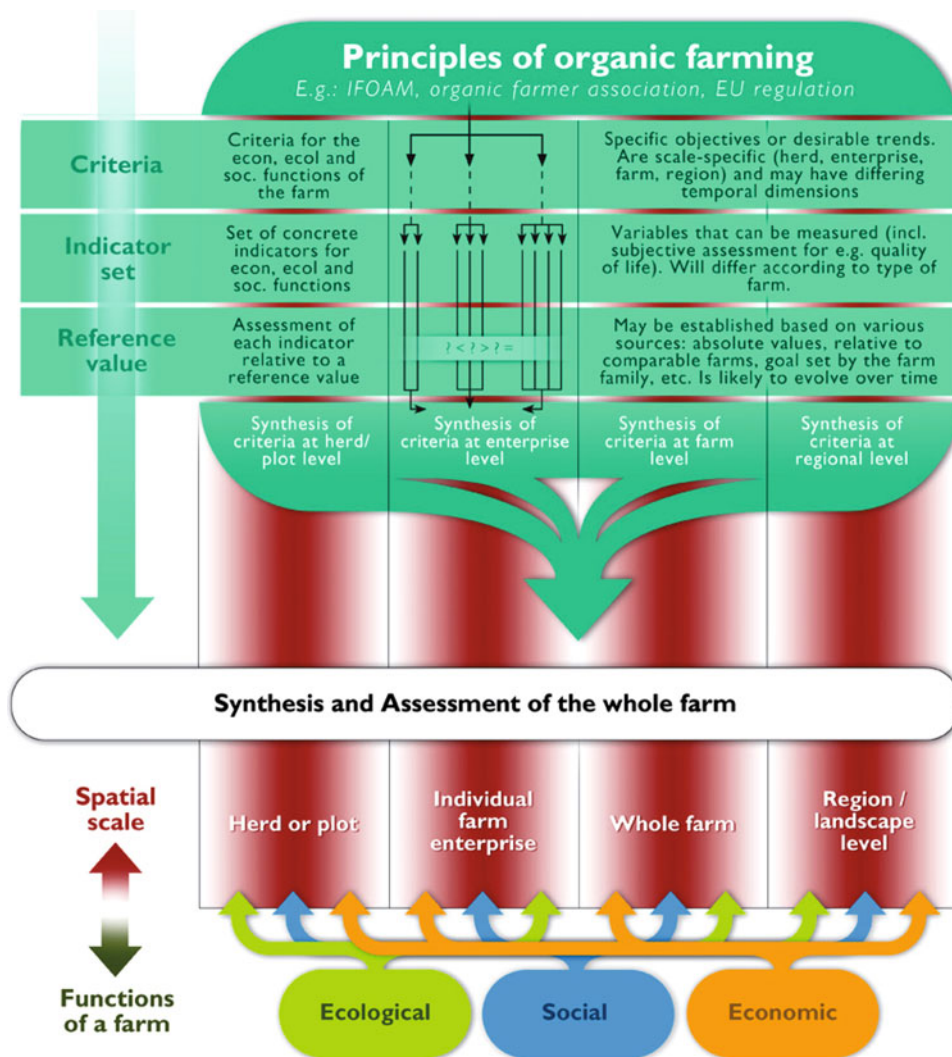 Principles of organic farming
E.g.: IFOAM, organic farmer association, EU regulation
Criteria
Criteria for the
econ, ecol and
soc. functions of
the farm
Specific objectives or desirable trends.
Are scale-specific (herd, enterprise,
farm, region) and may have differing
temporal dimensions
Indicator
set
Set of concrete
indicators for
econ, ecol and
soc. functions
Variables that can be measured (incl.
subjective assessment for e.g. quality
of life). Will differ according to type of
farm.
Reference
value
Assessment of
each indicator
relative to a
reference value
? < ? > ? =
May be established based on various
sources: absolute values, relative to
comparable farms, goal set by the farm
family, etc. Is likely to evolve over time
Synthesis of
criteria at herd/
plot level
Synthesis of
criteria at enterprise
level
Synthesis of
criteria at farm
level
Synthesis of
criteria at
regional level
Synthesis and Assessment of the whole farm
Spatial
scale
Herd or plot
Individual
farm
enterprise
Whole farm
Region /
landscape
level
Functions
of a farm
Ecological
Social
Economic